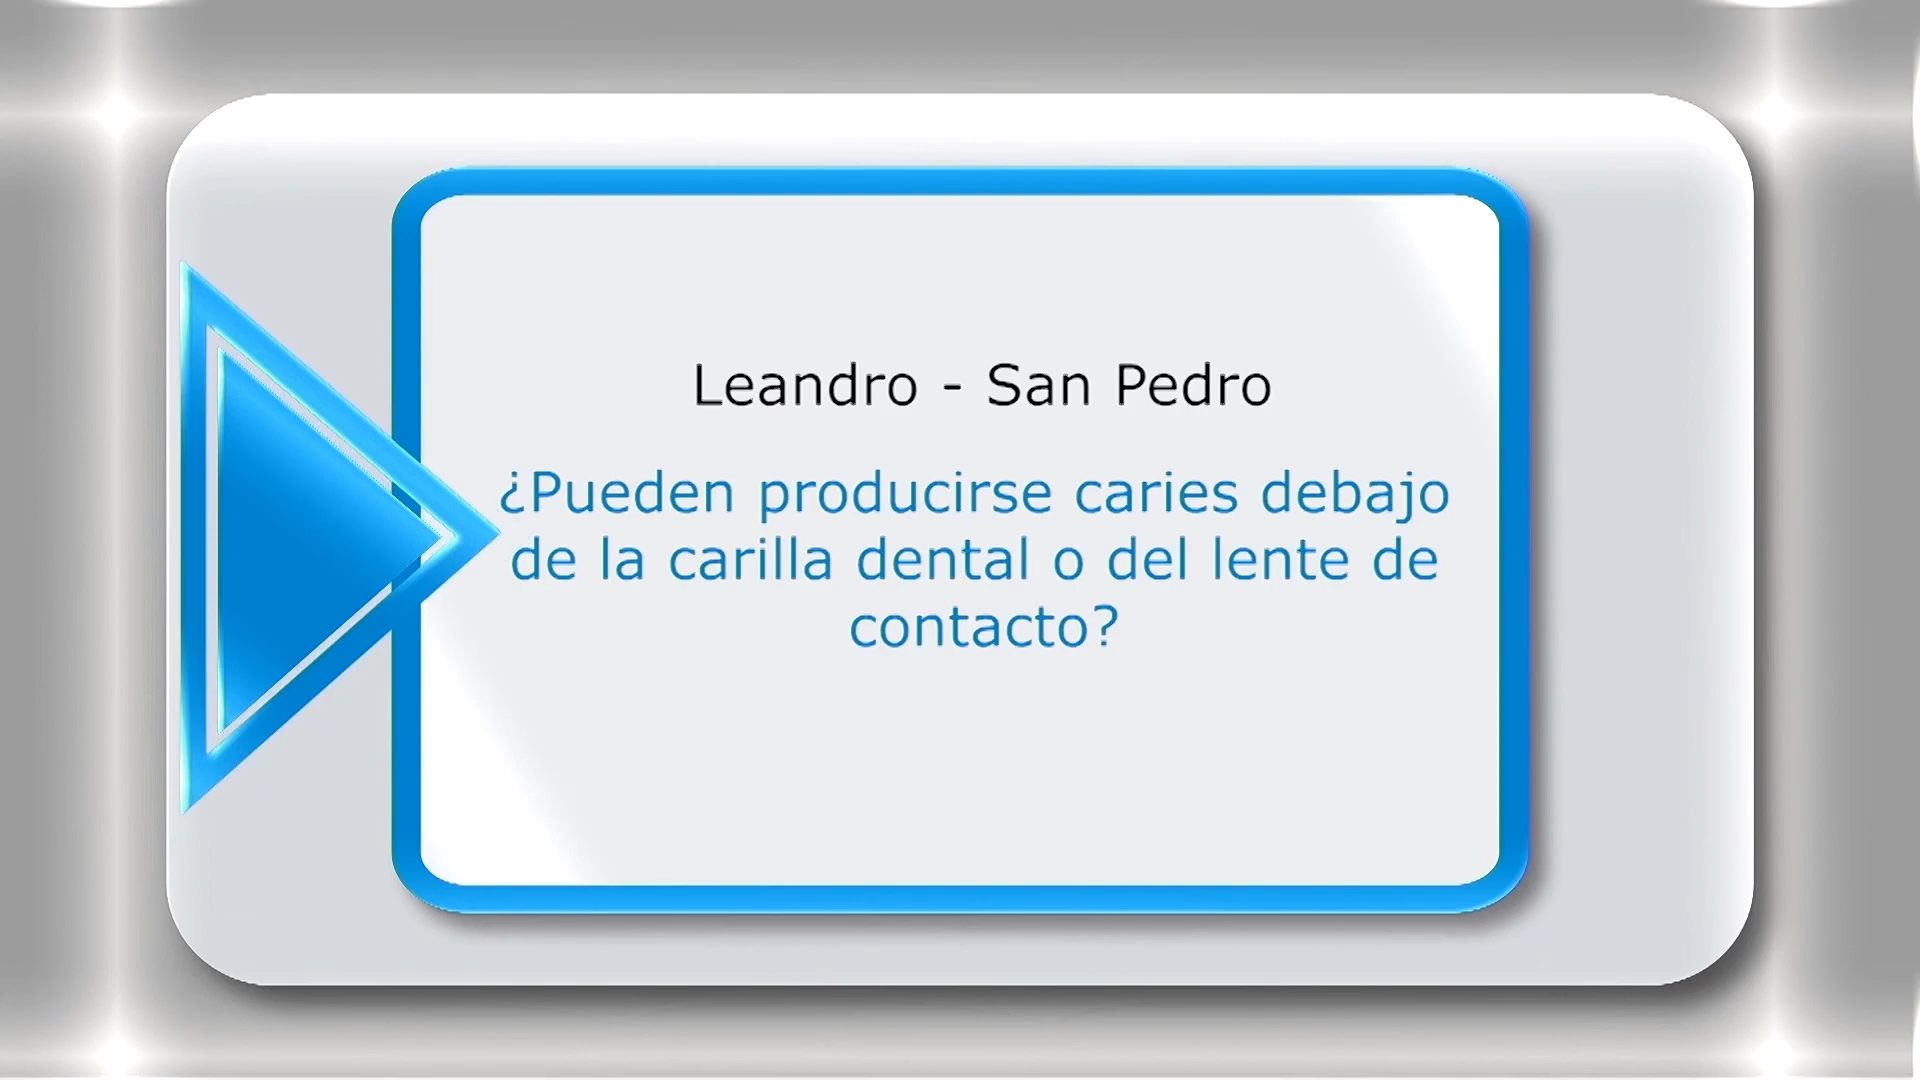 Leandro - San Pedro
¿Pueden producirse caries debajo
de la carilla dental o del lente de
contacto?